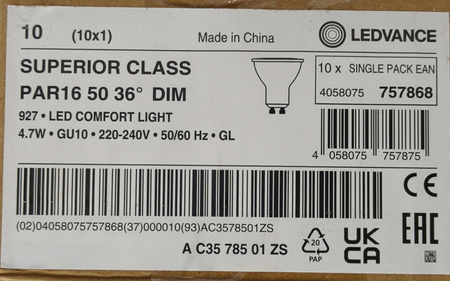 10 (10x1) Made in China LEDVANCE
SUPERIOR CLASS
PAR16 50 36° DIM
927 • LED COMFORT LIGHT
4.7W • GU10 • 220-240V • 50/60 Hz • GL
10 x SINGLE PACK EAN
4058075 757868
4 058075 757875
CE
(02)04058075757868(37)000010(93)AC3578501ZS
A C35 785 01 ZS
20
PAP
UK
CA
EAC